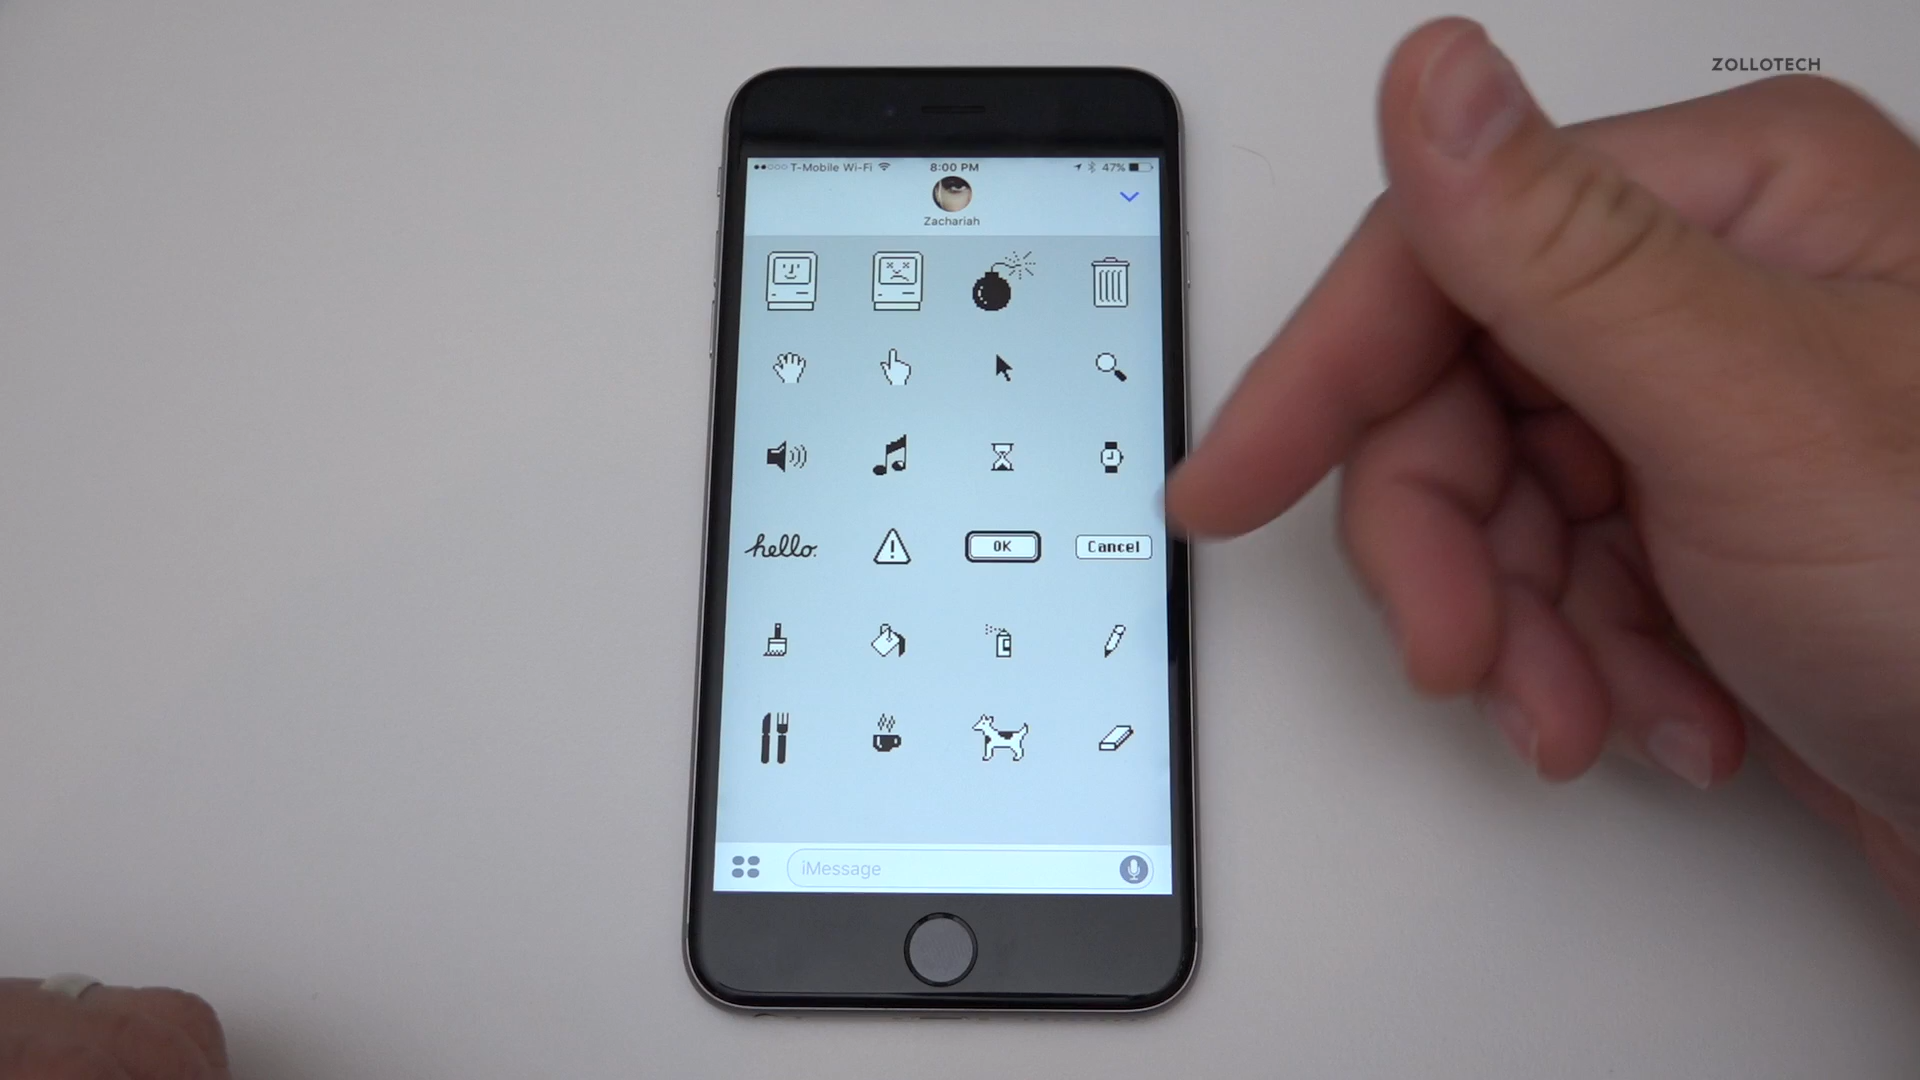 ZOLLOTECH
T-Mobile Wi-Fi 8:00 PM 47%
Zachariah
hello.
OK
Cancel
iMessage